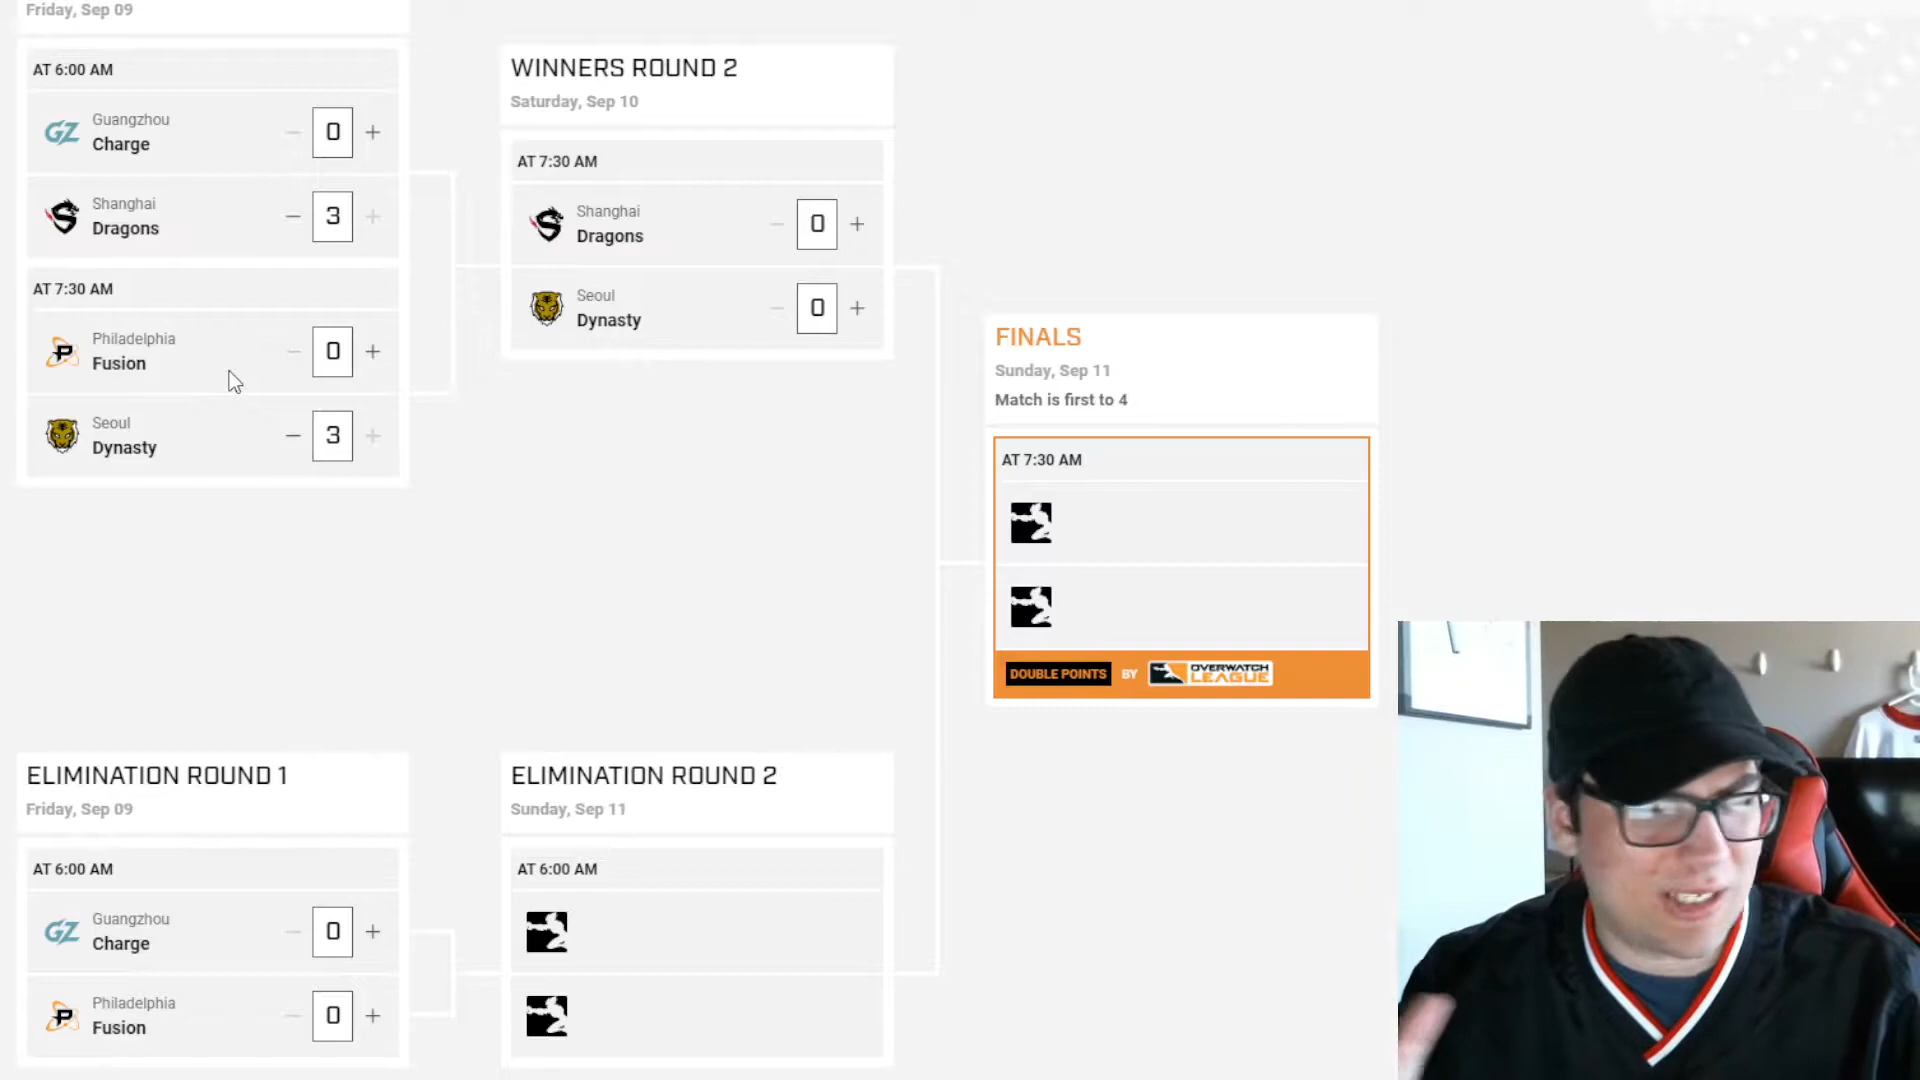 Friday, Sep 09
AT 6:00 AM
GZ
Guangzhou
Charge
− 0 +
Shanghai
Dragons
− 3 +
AT 7:30 AM
Philadelphia
Fusion
− 0 +
Seoul
Dynasty
− 3 +
WINNERS ROUND 2
Saturday, Sep 10
AT 7:30 AM
Shanghai
Dragons
− 0 +
Seoul
Dynasty
− 0 +
FINALS
Sunday, Sep 11
Match is first to 4
AT 7:30 AM
DOUBLE POINTS BY OVERWATCH LEAGUE
ELIMINATION ROUND 1
Friday, Sep 09
AT 6:00 AM
GZ
Guangzhou
Charge
− 0 +
Philadelphia
Fusion
− 0 +
ELIMINATION ROUND 2
Sunday, Sep 11
AT 6:00 AM